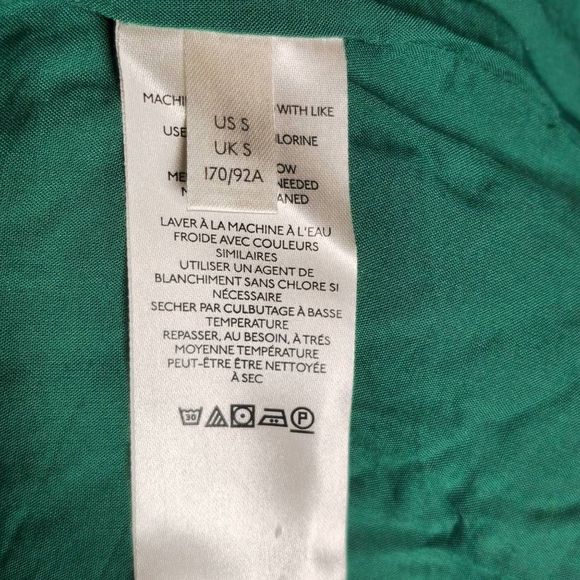 MACHI WITH LIKE
USE LORINE
OW
ME NEEDED
ANED
US S
UK S
170/92A
LAVER À LA MACHINE À L'EAU
FROIDE AVEC COULEURS
SIMILAIRES
UTILISER UN AGENT DE
BLANCHIMENT SANS CHLORE SI
NÉCESSAIRE
SECHER PAR CULBUTAGE À BASSE
TEMPERATURE
REPASSER, AU BESOIN, À TRÉS
MOYENNE TEMPÉRATURE
PEUT-ÊTRE ÊTRE NETTOYÉE
À SEC
30
P